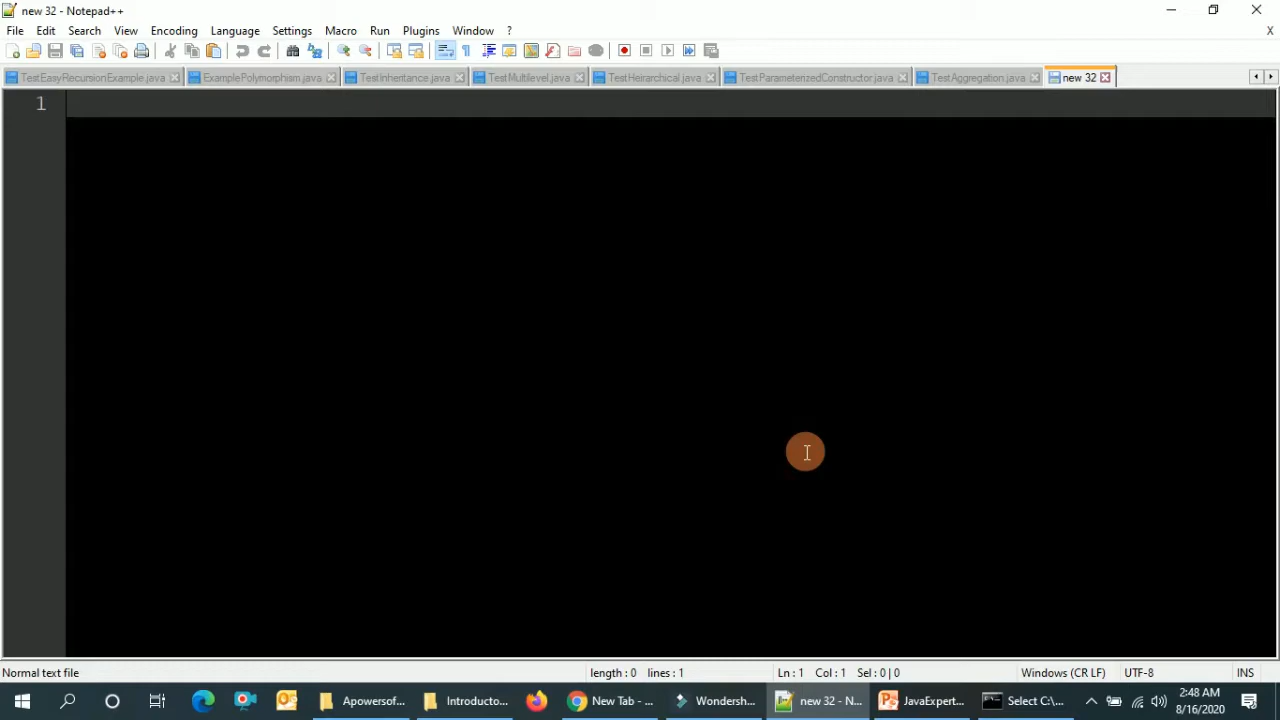 new 32 - Notepad++
File Edit Search View Encoding Language Settings Macro Run Plugins Window ? X
TestEasyRecursionExample.java ExamplePolymorphism.java TestInheritance.java TestMultilevel.java TestHeirarchical.java TestParameterizedConstructor.java TestAggregation.java new 32
1
Normal text file length : 0 lines : 1 Ln : 1 Col : 1 Sel : 0 | 0 Windows (CR LF) UTF-8 INS
Apowersof... Introducto... New Tab - ... Wondersh... new 32 - N... JavaExpert... Select C:\... 2:48 AM
8/16/2020